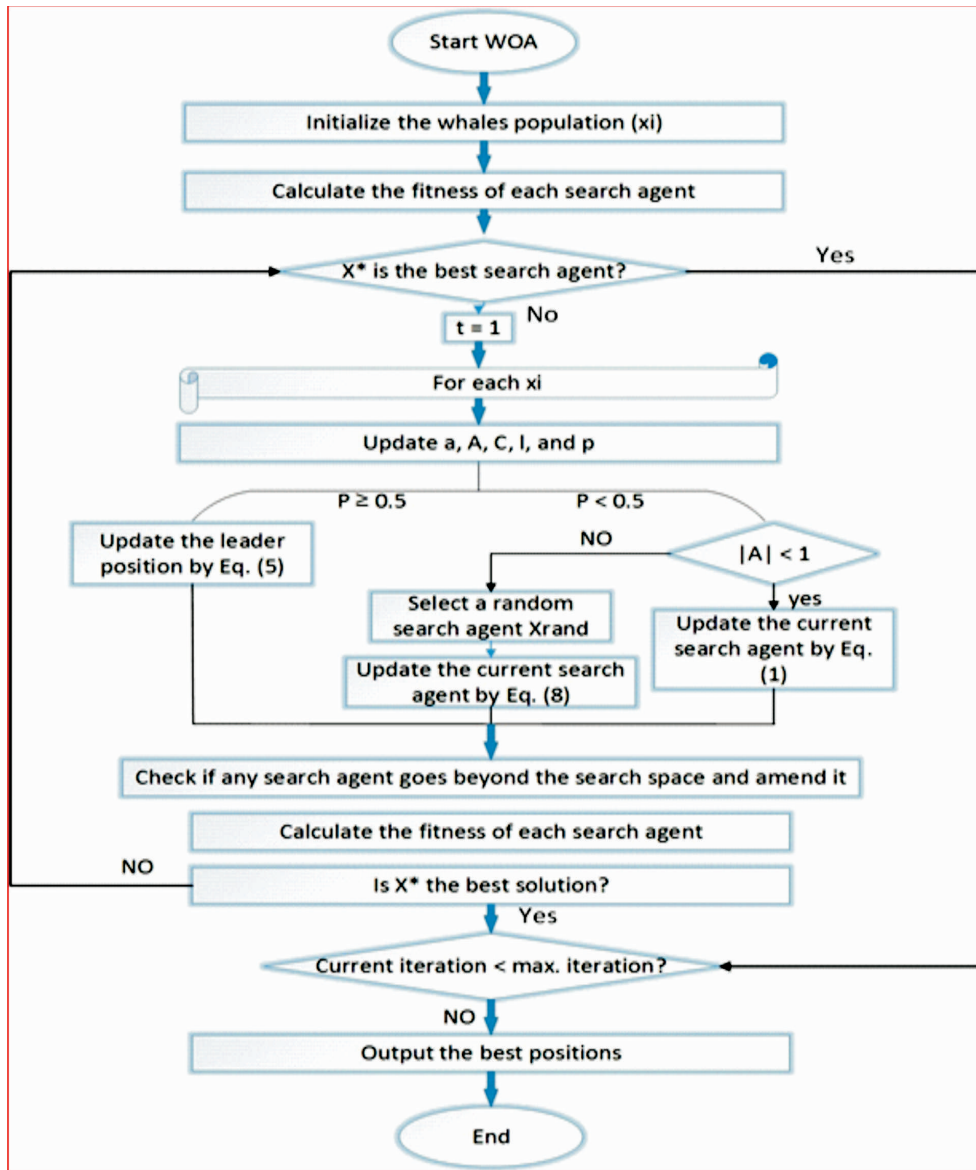 Start WOA
Initialize the whales population (xi)
Calculate the fitness of each search agent
X* is the best search agent?
Yes
No
t = 1
For each xi
Update a, A, C, l, and p
P ≥ 0.5
P < 0.5
Update the leader
position by Eq. (5)
NO
|A| < 1
yes
Select a random
search agent Xrand
Update the current search
agent by Eq. (8)
Update the current
search agent by Eq.
(1)
Check if any search agent goes beyond the search space and amend it
Calculate the fitness of each search agent
NO
Is X* the best solution?
Yes
Current iteration < max. iteration?
NO
Output the best positions
End